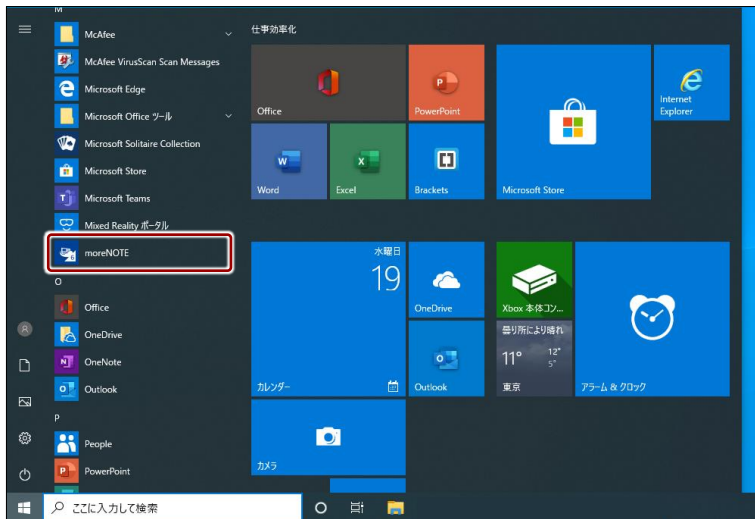 M
McAfee
McAfee VirusScan Scan Messages
Microsoft Edge
Microsoft Office ツール
Microsoft Solitaire Collection
Microsoft Store
Microsoft Teams
Mixed Reality ポータル
moreNOTE
O
Office
OneDrive
OneNote
Outlook
P
People
PowerPoint
仕事効率化
Office
PowerPoint
Microsoft Store
Internet
Explorer
Word
Excel
Brackets
水曜日
19
カレンダー
OneDrive
Outlook
Xbox 本体コン...
曇り所により晴れ
11°
12°
5°
東京
アラーム & クロック
カメラ
ここに入力して検索